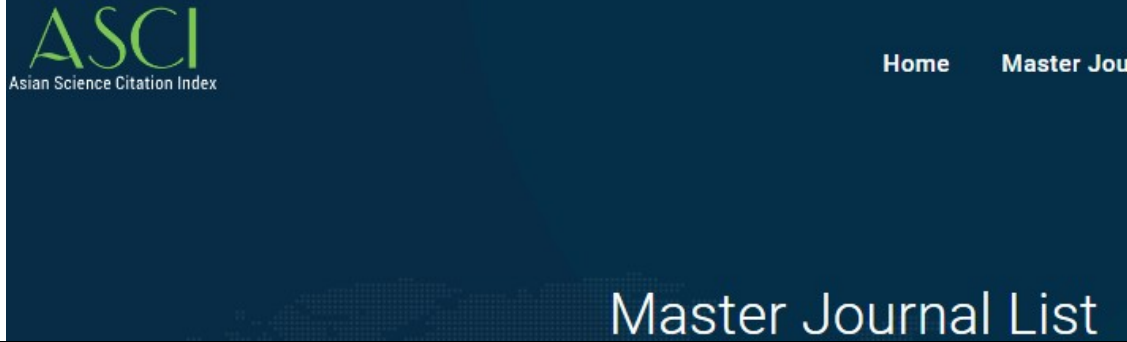 ASCI
Asian Science Citation Index
Home Master Jou
Master Journal List